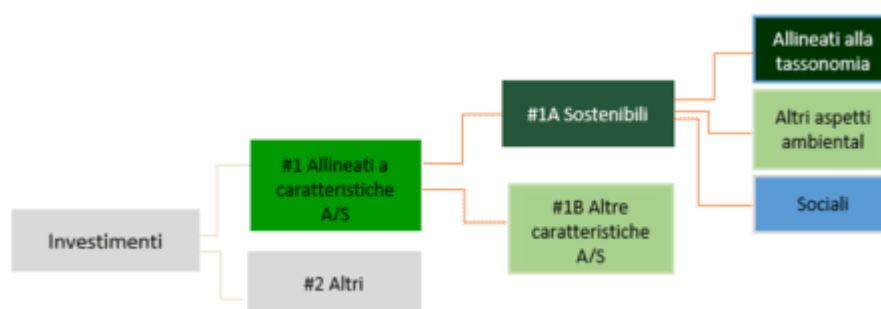 Allineati alla
tassonomia
#1A Sostenibili
Altri aspetti
ambiental
#1 Allineati a
caratteristiche
A/S
#1B Altre
caratteristiche
A/S
Sociali
Investimenti
#2 Altri